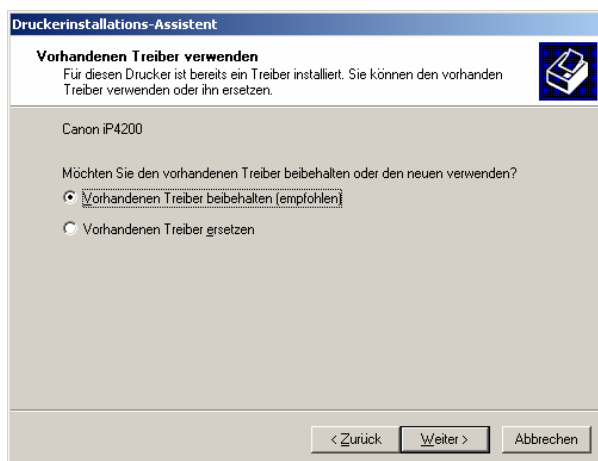 Druckerinstallations-Assistent
Vorhandenen Treiber verwenden
Für diesen Drucker ist bereits ein Treiber installiert. Sie können den vorhanden
Treiber verwenden oder ihn ersetzen.
Canon iP4200
Möchten Sie den vorhandenen Treiber beibehalten oder den neuen verwenden?
Vorhandenen Treiber beibehalten (empfohlen)
Vorhandenen Treiber ersetzen
< Zurück Weiter > Abbrechen